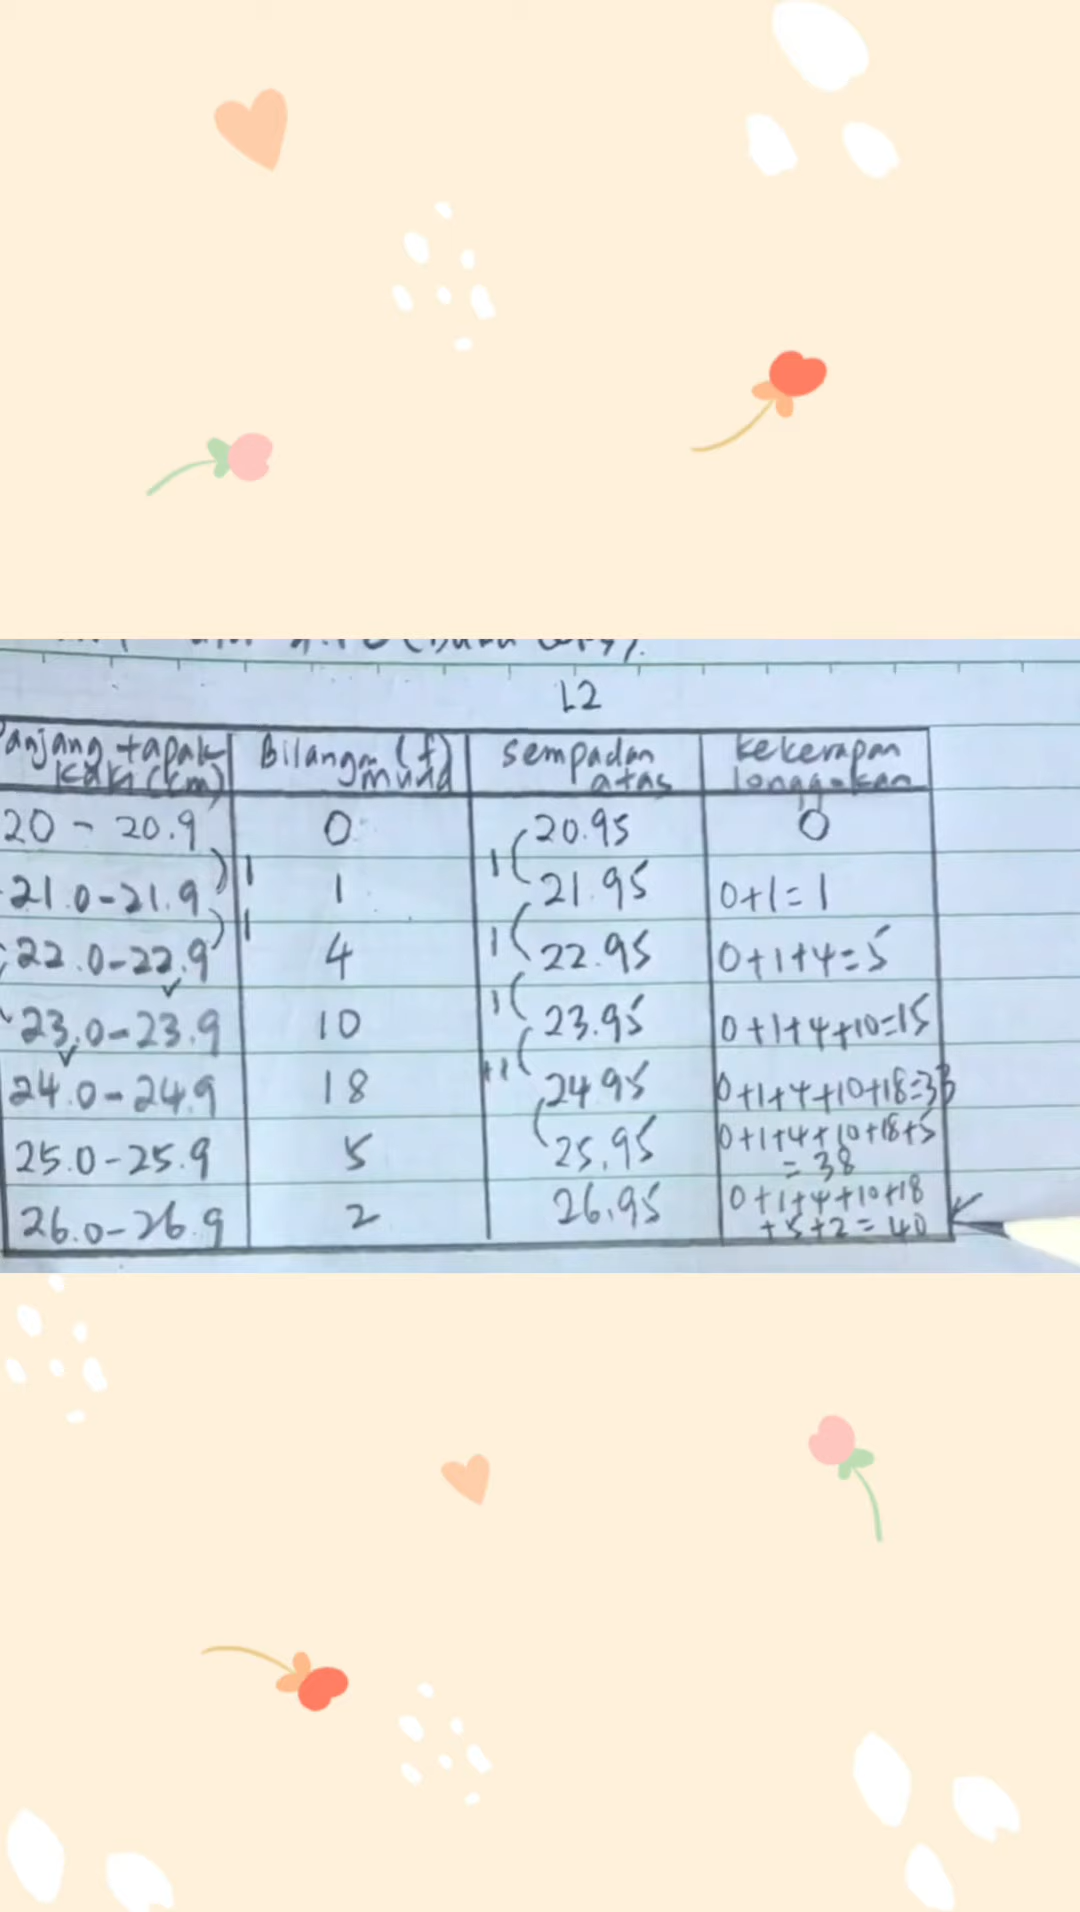 L2
Panjang tapak kaki (cm) Bilangan murid (f) sempadan atas kekerapan longgokan
20 - 20.9 0 20.95 0
21.0-21.9 1 21.95 0+1=1
22.0-22.9 4 22.95 0+1+4=5
23.0-23.9 10 23.95 0+1+4+10=15
24.0-24.9 18 24.95 0+1+4+10+18=33
25.0-25.9 5 25.95 0+1+4+10+18+5
= 38
26.0-26.9 2 26.95 0+1+4+10+18
+5+2=40